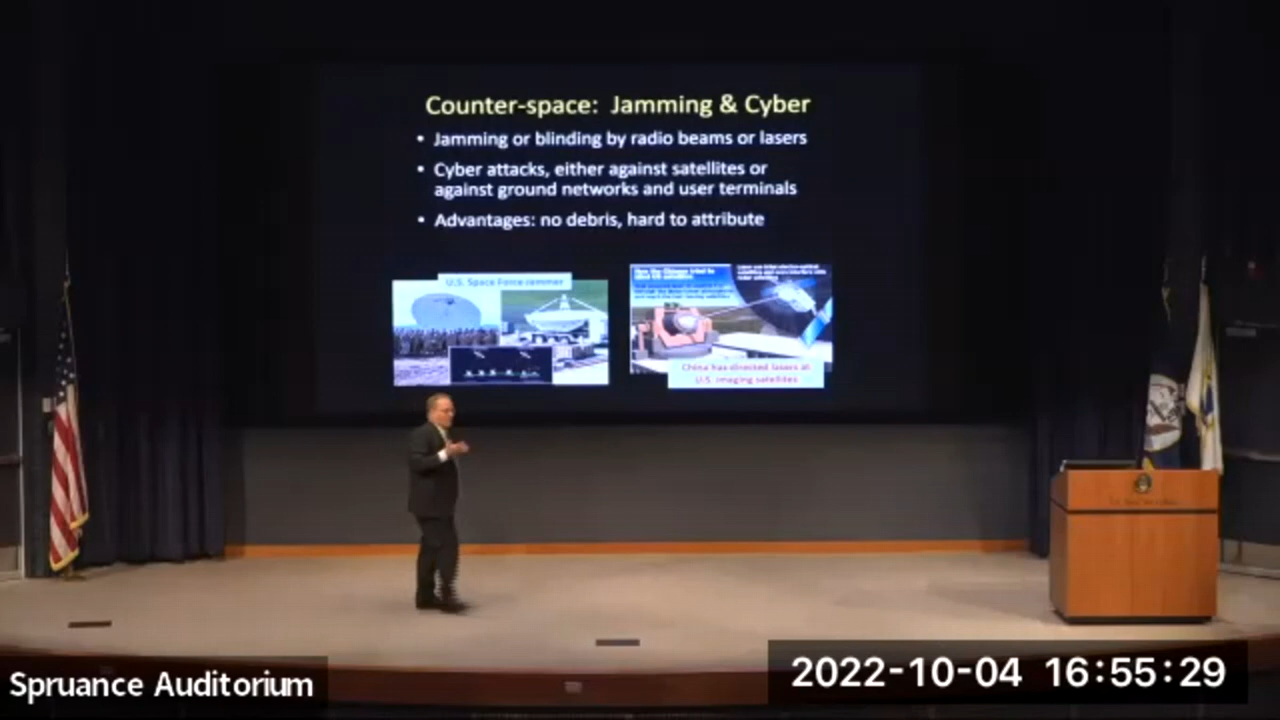 Counter-space: Jamming & Cyber
• Jamming or blinding by radio beams or lasers
• Cyber attacks, either against satellites or
against ground networks and user terminals
• Advantages: no debris, hard to attribute
U.S. Space Force jammer
China has directed lasers at
U.S. imaging satellites
Spruance Auditorium
2022-10-04 16:55:29